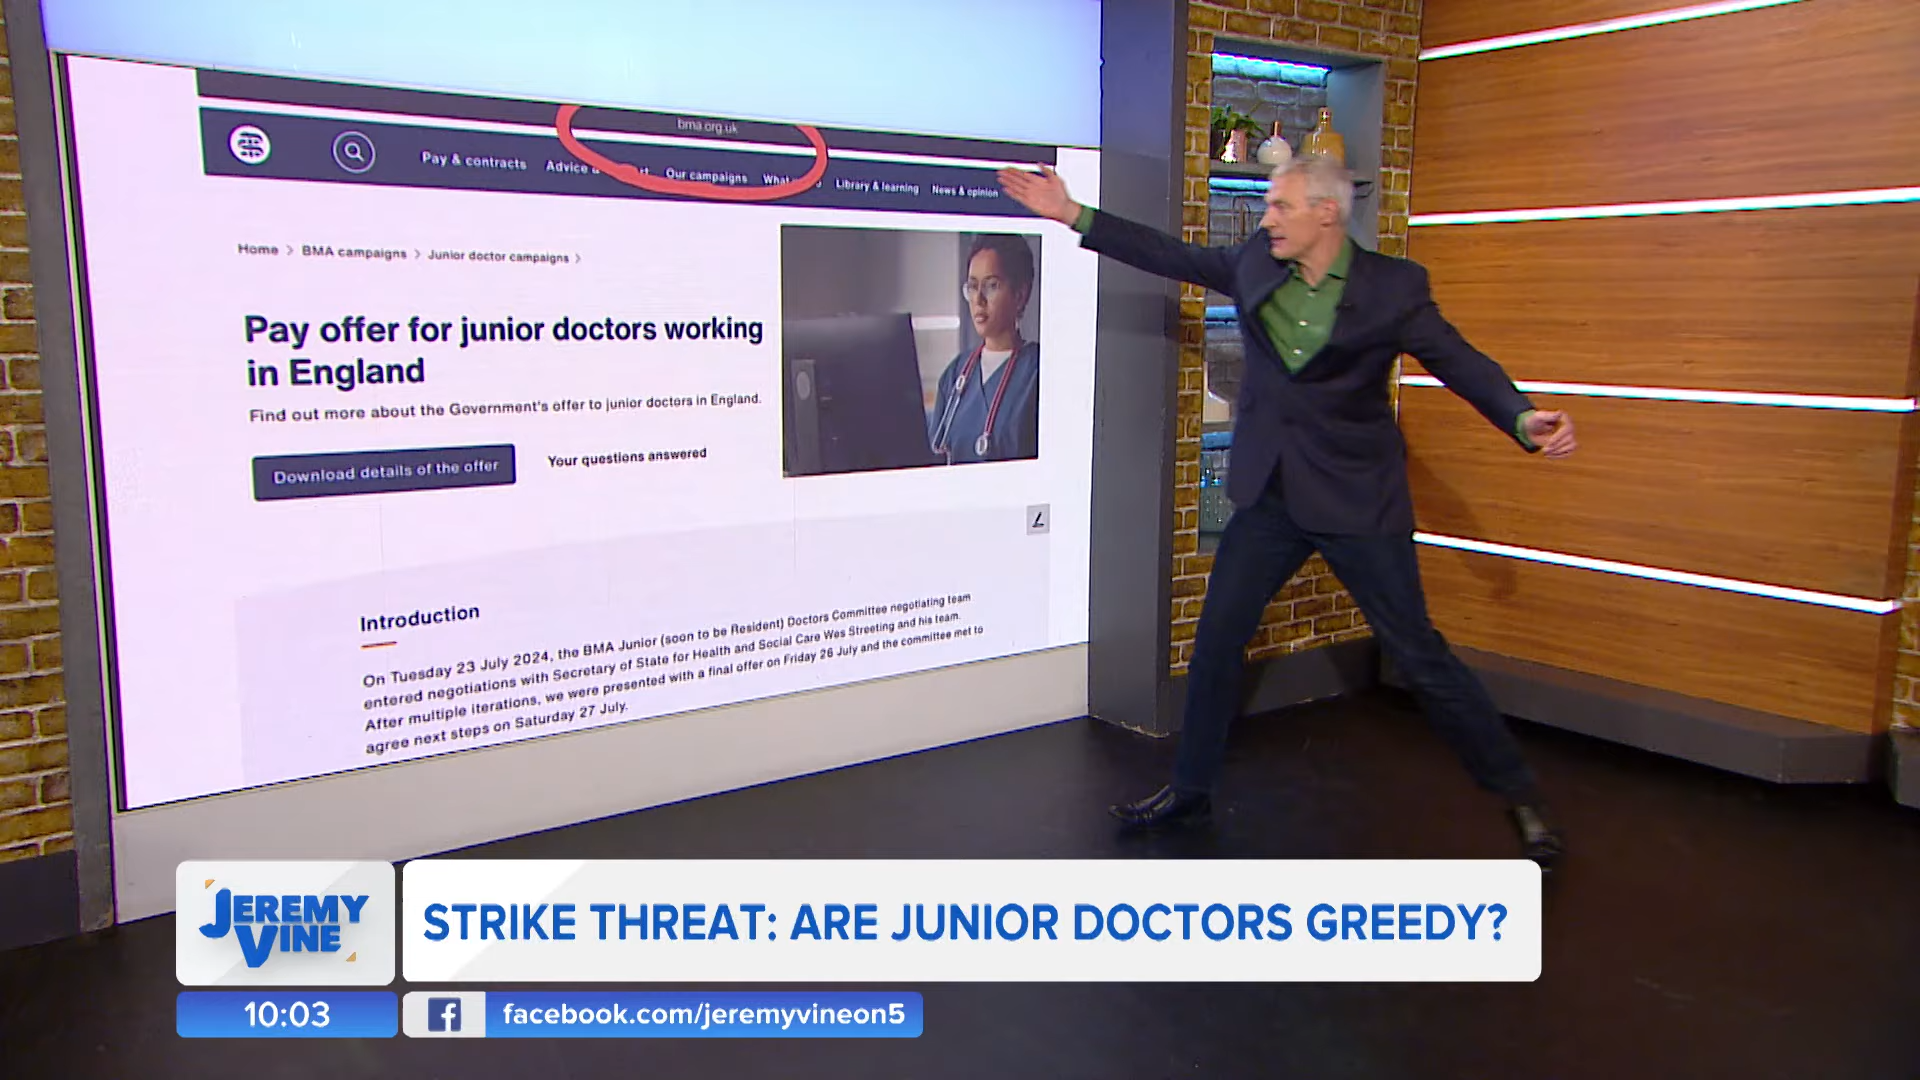 bma.org.uk
Pay & contracts Advice Our campaigns What Library & learning News & opinion
Home > BMA campaigns > Junior doctor campaigns >
Pay offer for junior doctors working
in England
Find out more about the Government's offer to junior doctors in England.
Download details of the offer Your questions answered
Introduction
On Tuesday 23 July 2024, the BMA Junior (soon to be Resident) Doctors Committee negotiating team
entered negotiations with Secretary of State for Health and Social Care Wes Streeting and his team.
After multiple iterations, we were presented with a final offer on Friday 26 July and the committee met to
agree next steps on Saturday 27 July.
JEREMY
VINE
STRIKE THREAT: ARE JUNIOR DOCTORS GREEDY?
10:03
facebook.com/jeremyvineon5